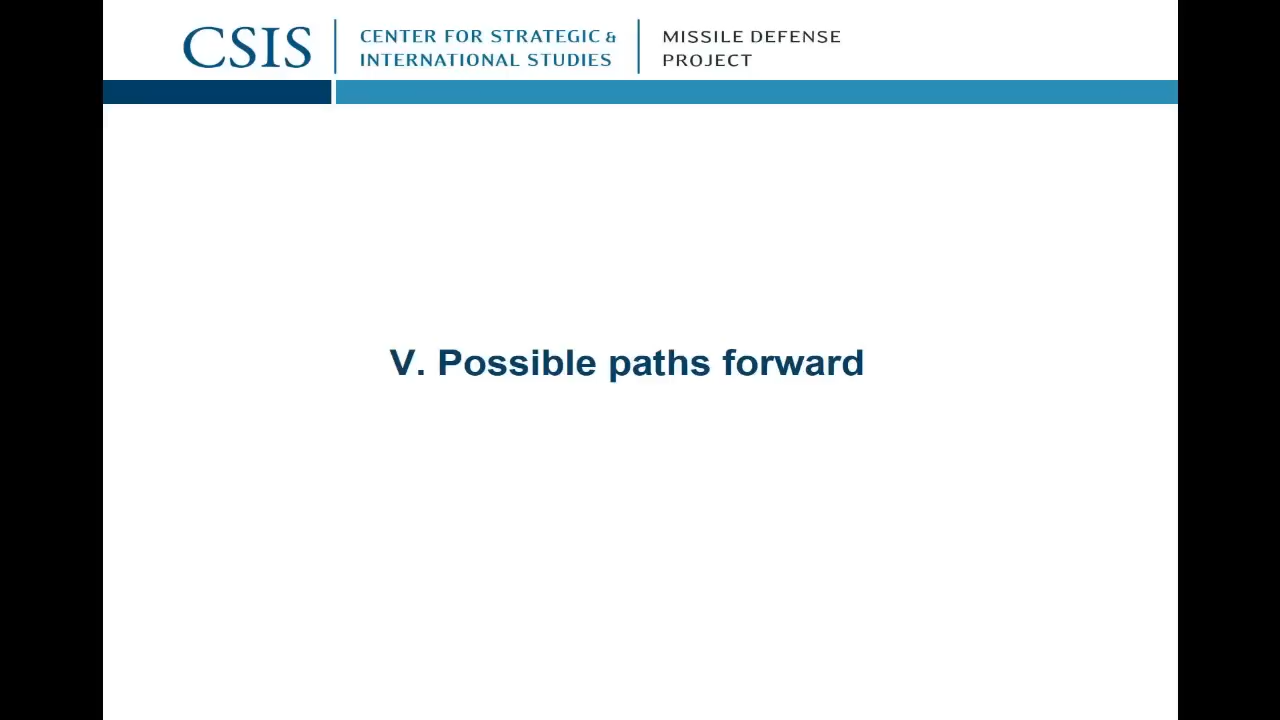 CSIS
CENTER FOR STRATEGIC &
INTERNATIONAL STUDIES
MISSILE DEFENSE
PROJECT
V. Possible paths forward